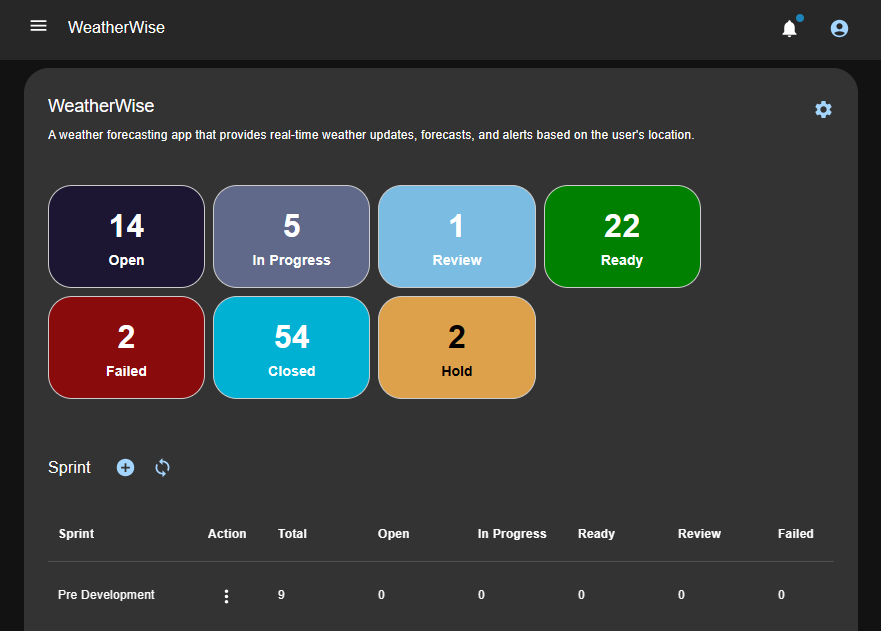 WeatherWise
WeatherWise
A weather forecasting app that provides real-time weather updates, forecasts, and alerts based on the user's location.
14 5 1 22
Open In Progress Review Ready
2 54 2
Failed Closed Hold
Sprint
Sprint Action Total Open In Progress Ready Review Failed
Pre Development 9 0 0 0 0 0